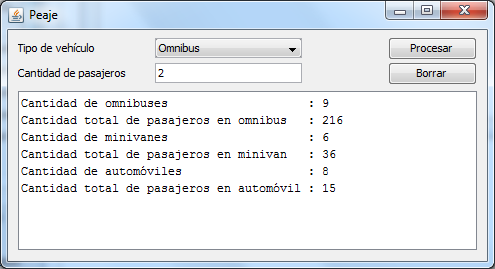 Peaje
Tipo de vehículo Omnibus Procesar
Cantidad de pasajeros 2 Borrar
Cantidad de omnibuses : 9
Cantidad total de pasajeros en omnibus : 216
Cantidad de minivanes : 6
Cantidad total de pasajeros en minivan : 36
Cantidad de automóviles : 8
Cantidad total de pasajeros en automóvil : 15